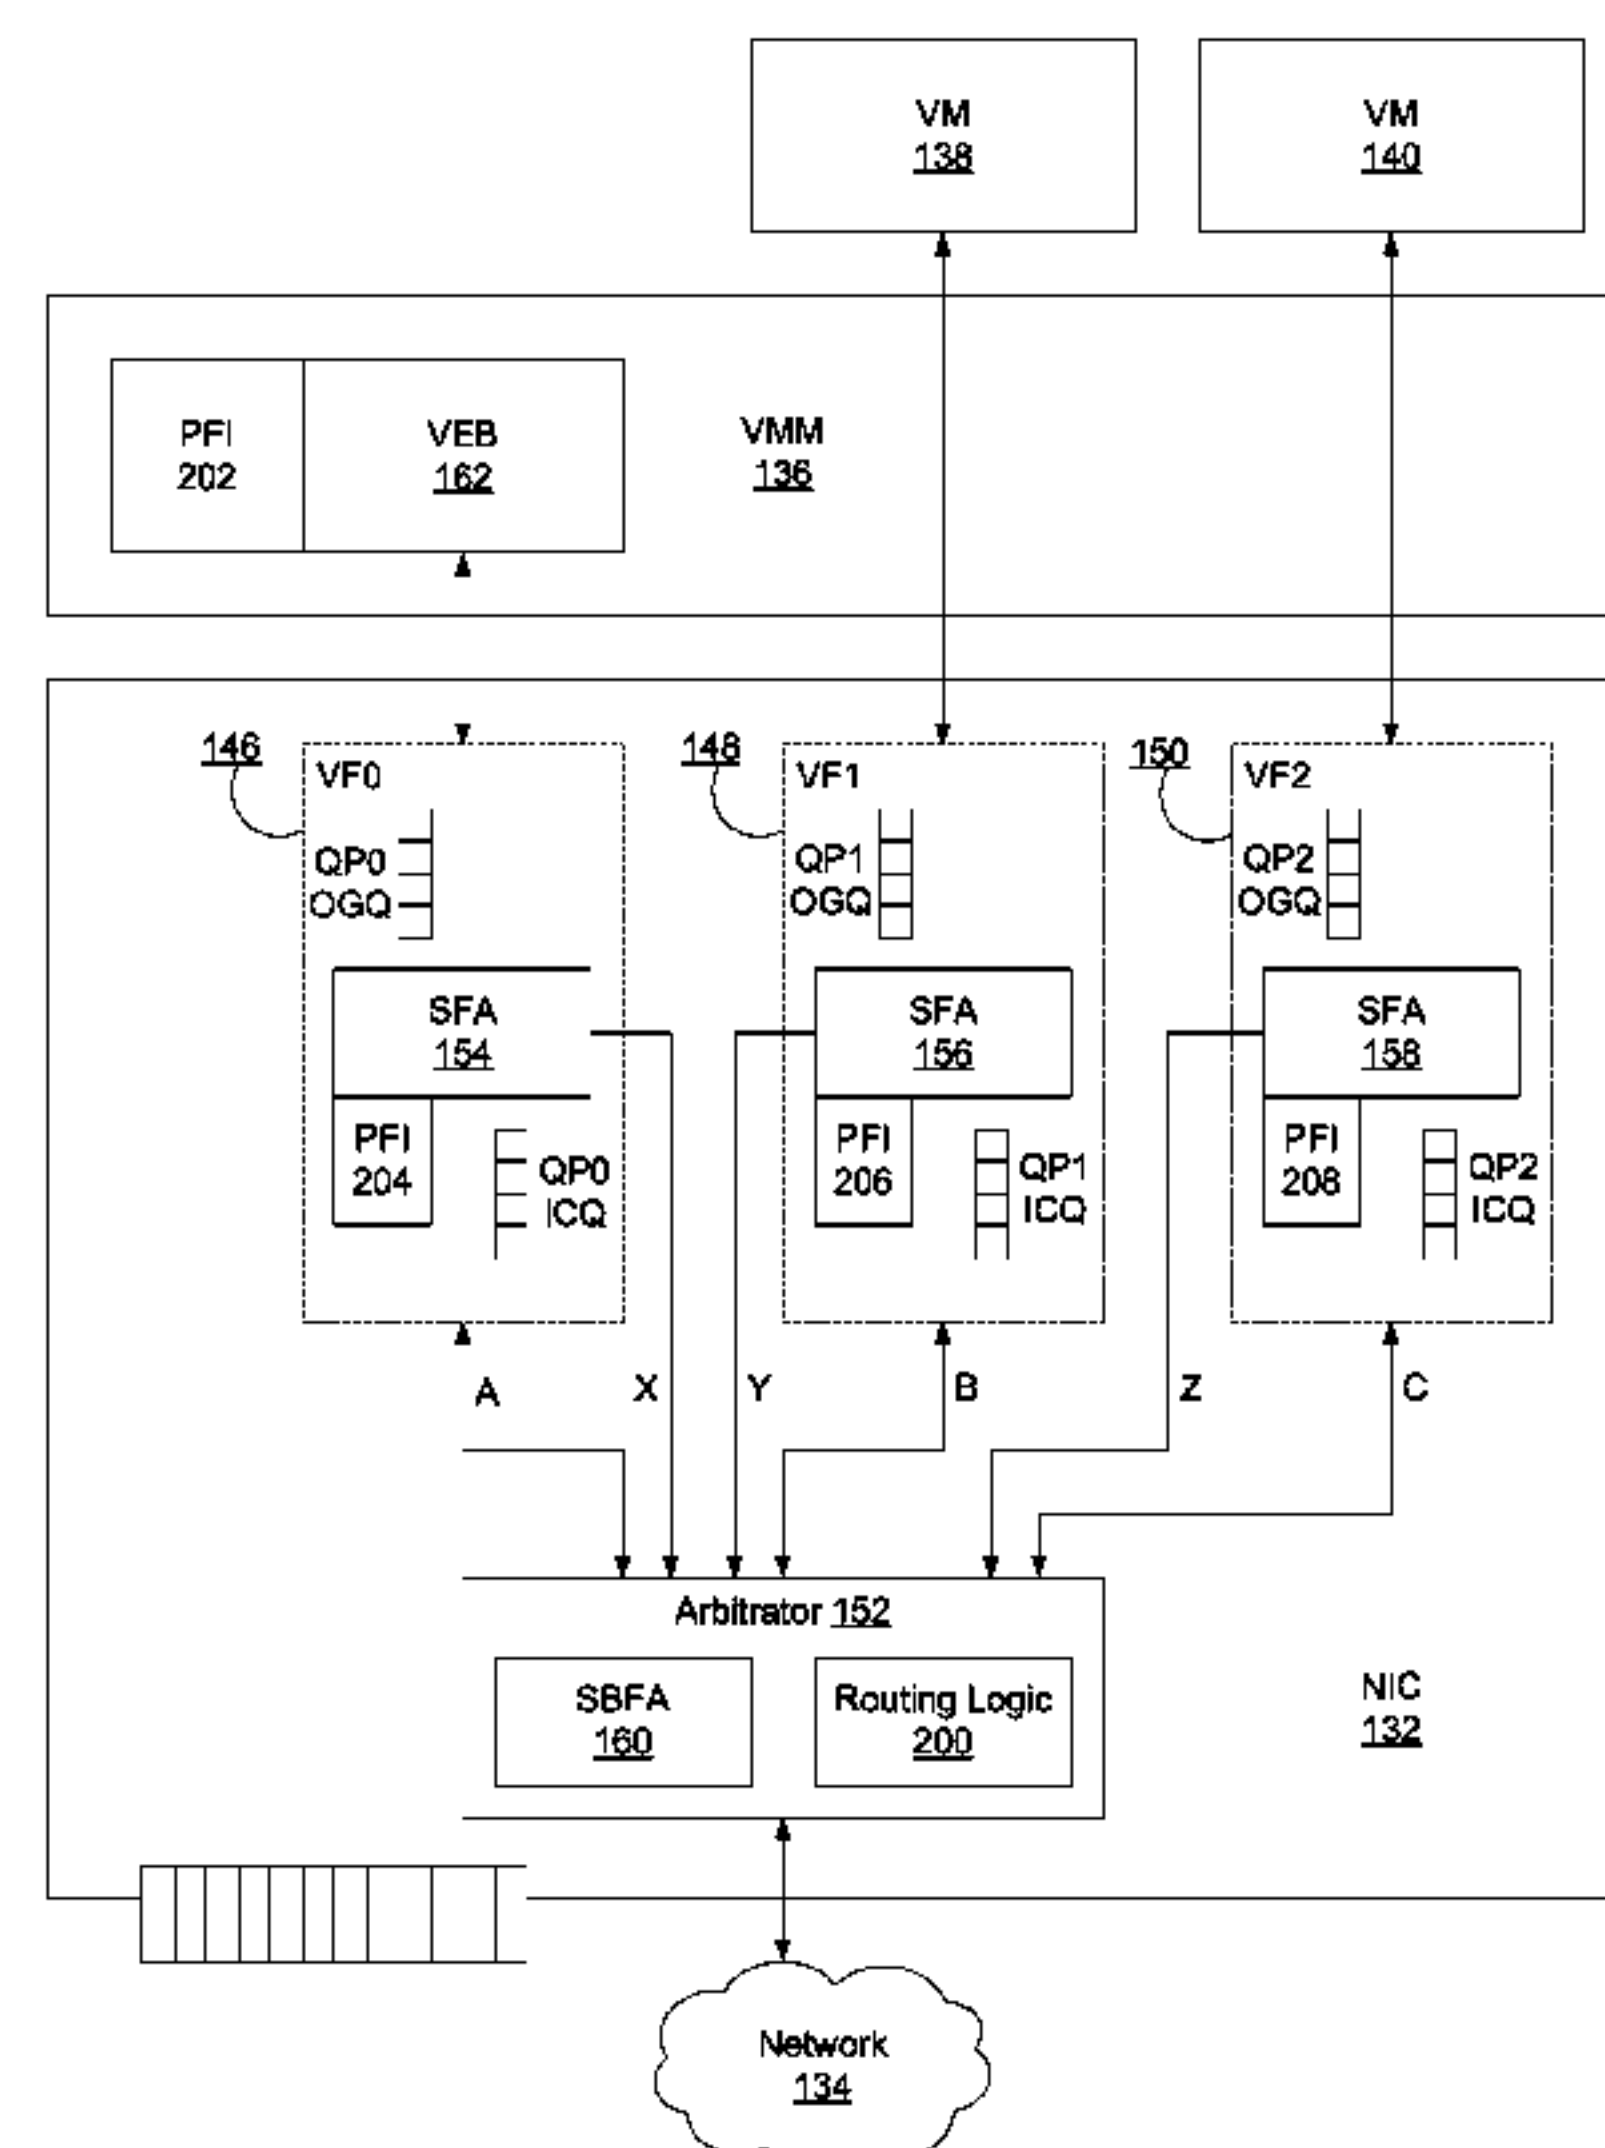 VM
138
VM
140
PFI
202
VEB
162
VMM
136
146
VF0
QP0
OGQ
SFA
154
PFI
204
QP0
ICQ
148
VF1
QP1
OGQ
SFA
156
PFI
206
QP1
ICQ
150
VF2
QP2
OGQ
SFA
158
PFI
208
QP2
ICQ
A
X
Y
B
Z
C
Arbitrator 152
SBFA
160
Routing Logic
200
NIC
132
Network
134